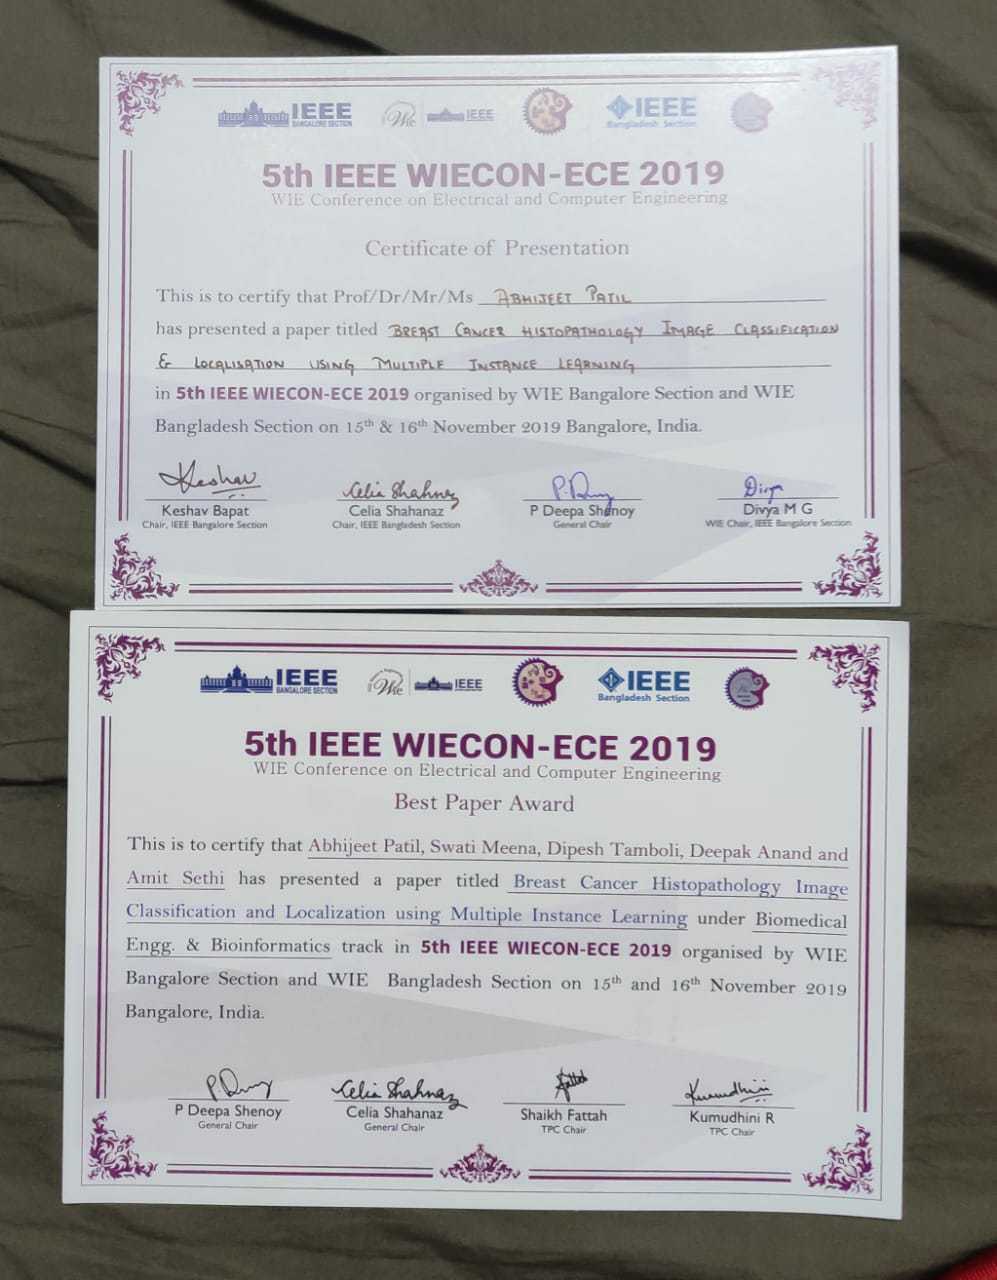 IEEE
BANGALORE SECTION
Wie
IEEE
IEEE
Bangladesh Section
5th IEEE WIECON-ECE 2019
WIE Conference on Electrical and Computer Engineering
Certificate of Presentation
This is to certify that Prof/Dr/Mr/Ms ABHIJEET PATIL
has presented a paper titled BREAST CANCER HISTOPATHOLOGY IMAGE CLASSIFICATION
& LOCALISATION USING MULTIPLE INSTANCE LEARNING
in 5th IEEE WIECON-ECE 2019 organised by WIE Bangalore Section and WIE
Bangladesh Section on 15th & 16th November 2019 Bangalore, India.
Keshav
Celia Shahnaz
Divya
Keshav Bapat
Celia Shahanaz
P Deepa Shenoy
Divya M G
Chair, IEEE Bangalore Section
Chair, IEEE Bangladesh Section
General Chair
WIE Chair, IEEE Bangalore Section
IEEE
BANGALORE SECTION
Wie
IEEE
IEEE
Bangladesh Section
5th IEEE WIECON-ECE 2019
WIE Conference on Electrical and Computer Engineering
Best Paper Award
This is to certify that Abhijeet Patil, Swati Meena, Dipesh Tamboli, Deepak Anand and
Amit Sethi has presented a paper titled Breast Cancer Histopathology Image
Classification and Localization using Multiple Instance Learning under Biomedical
Engg. & Bioinformatics track in 5th IEEE WIECON-ECE 2019 organised by WIE
Bangalore Section and WIE Bangladesh Section on 15th and 16th November 2019
Bangalore, India.
Celia Shahnaz
Kumudhini
P Deepa Shenoy
Celia Shahanaz
Shaikh Fattah
Kumudhini R
General Chair
General Chair
TPC Chair
TPC Chair